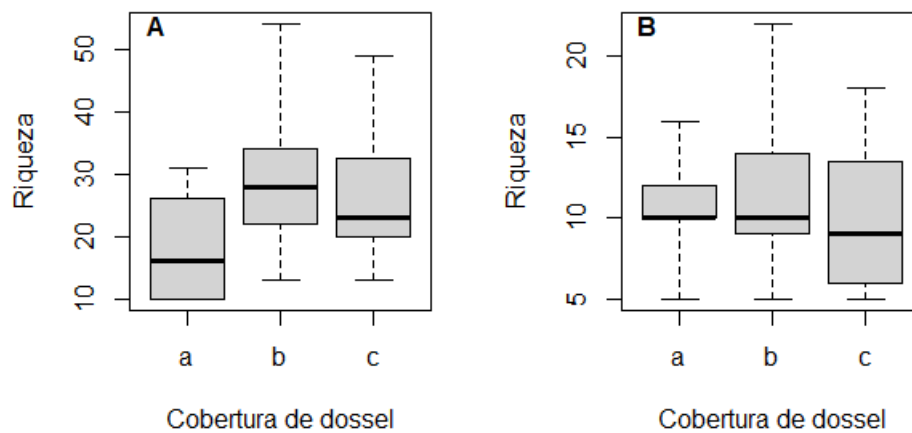 A
Riqueza
50
40
30
20
10
a b c
Cobertura de dossel
B
Riqueza
20
15
10
5
a b c
Cobertura de dossel